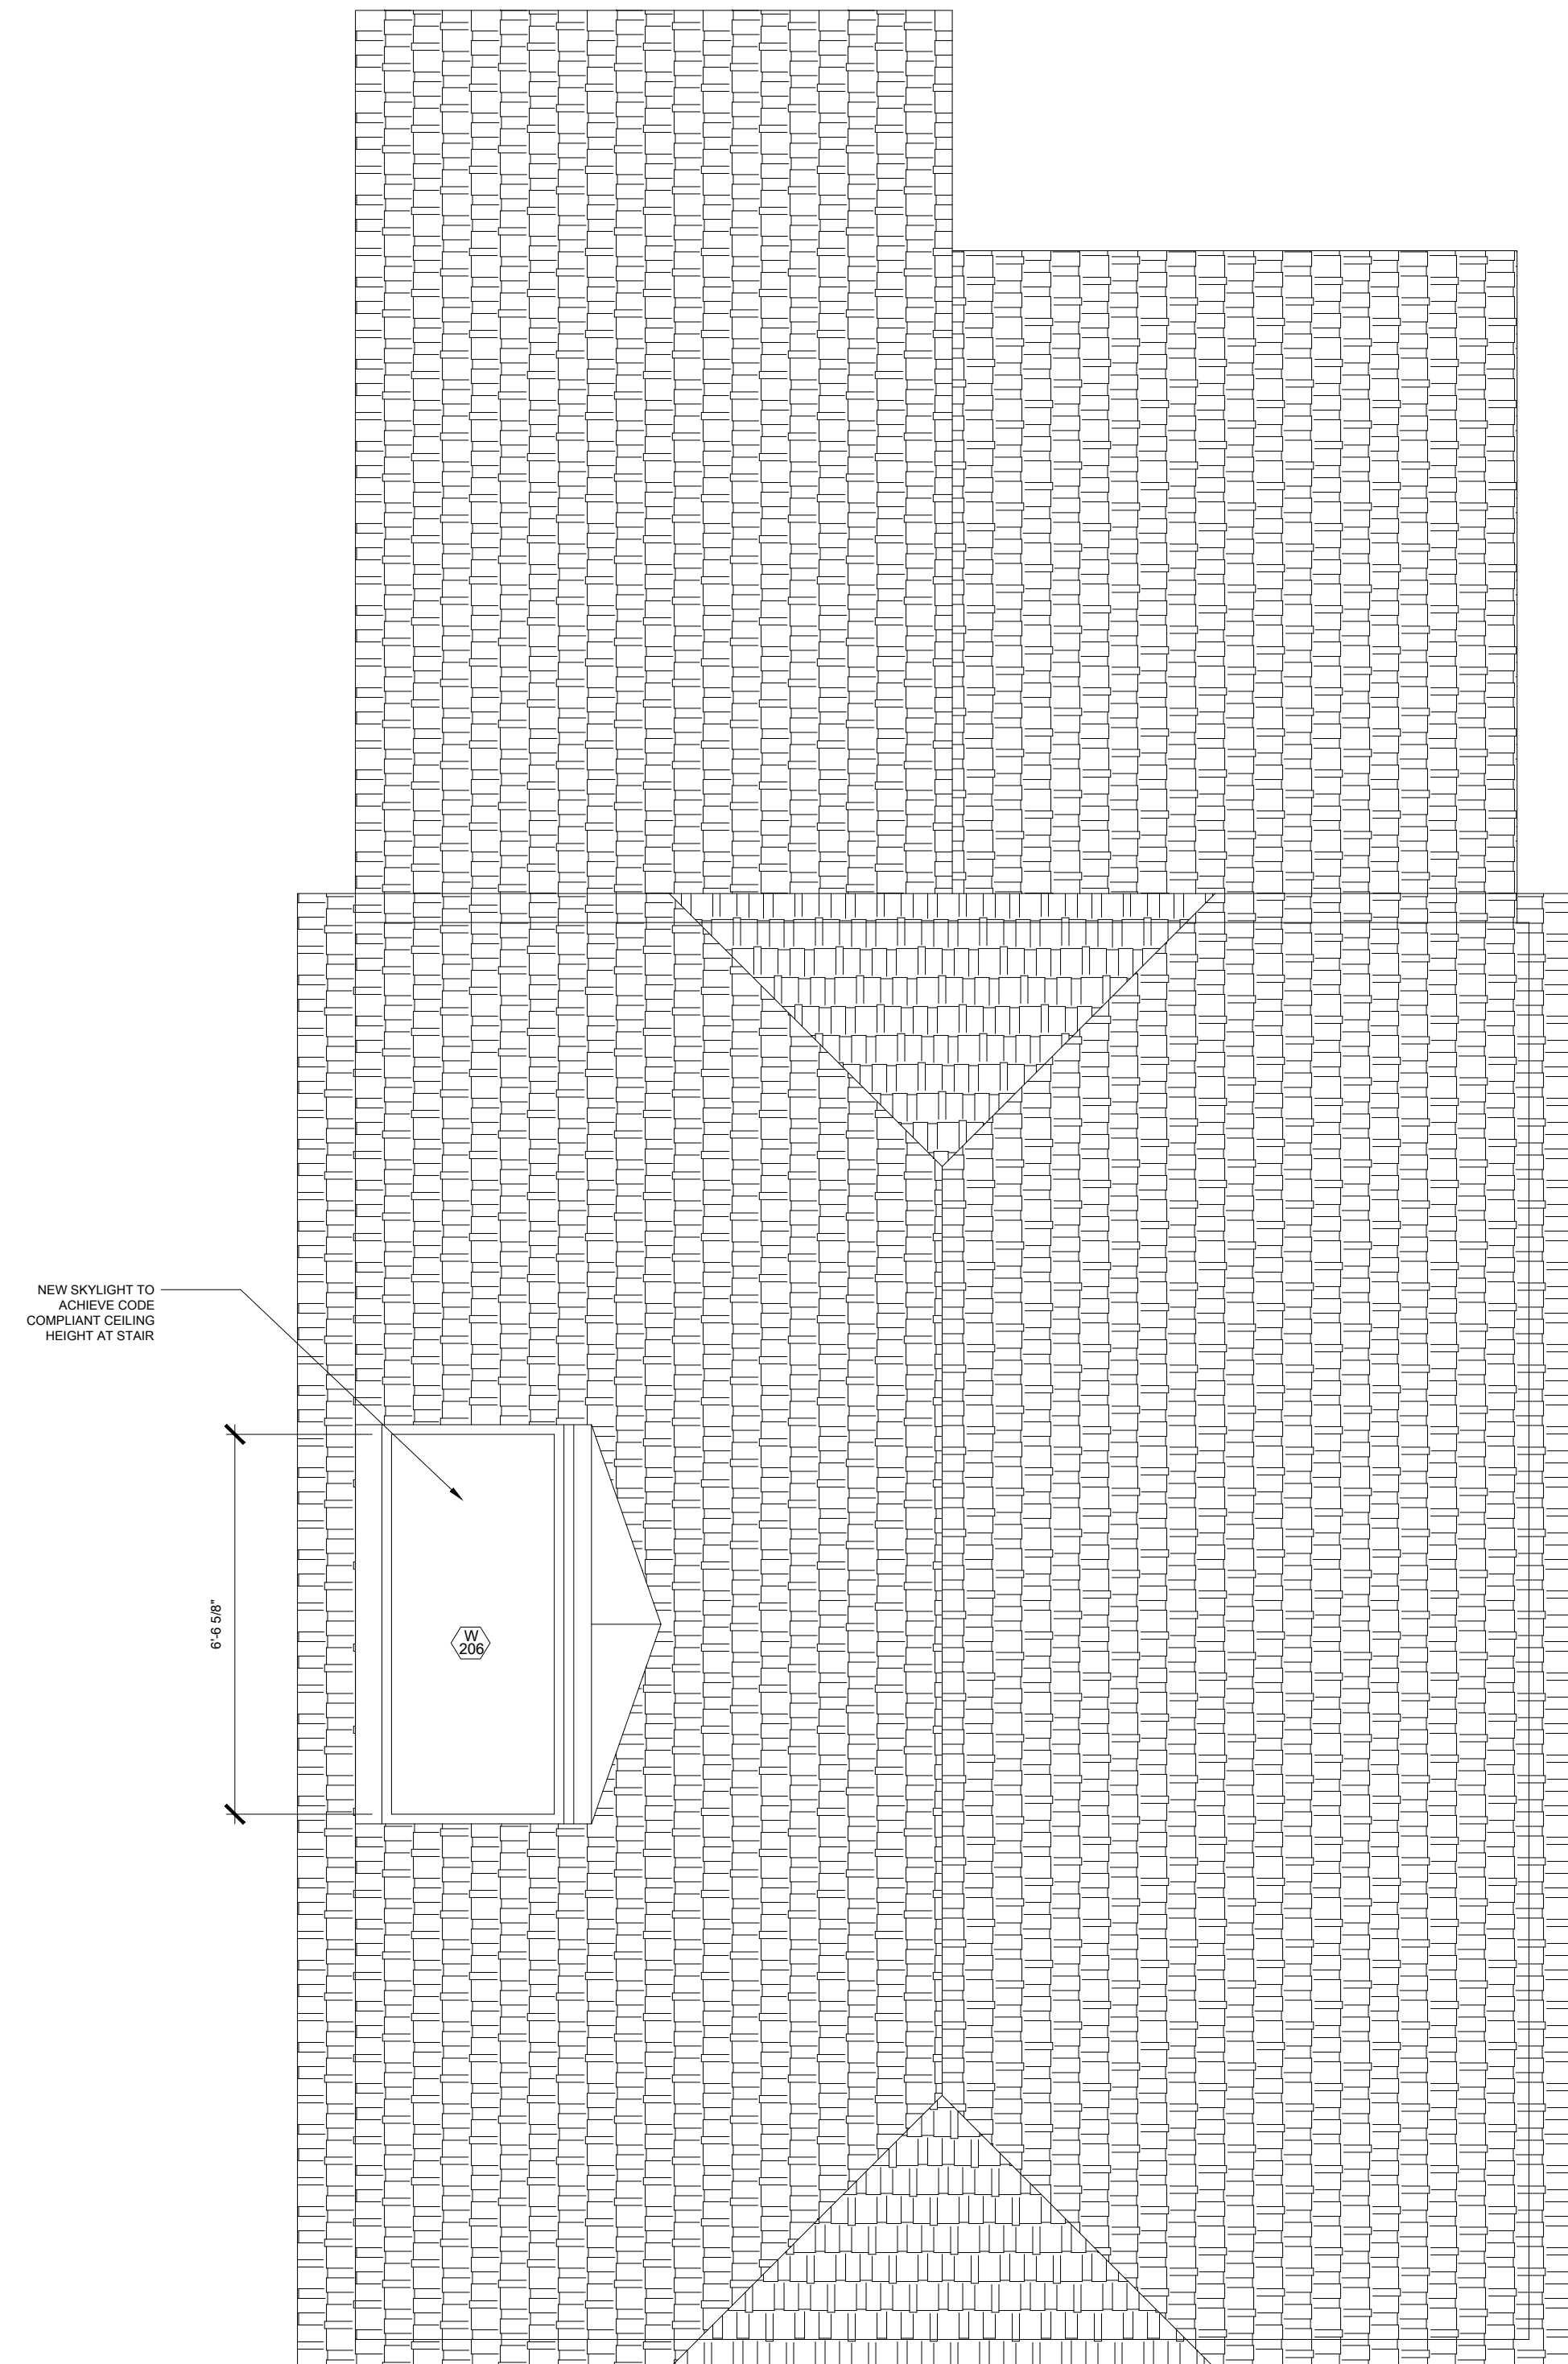 NEW SKYLIGHT TO
ACHIEVE CODE
COMPLIANT CEILING
HEIGHT AT STAIR
6'-6 5/8"
W
206